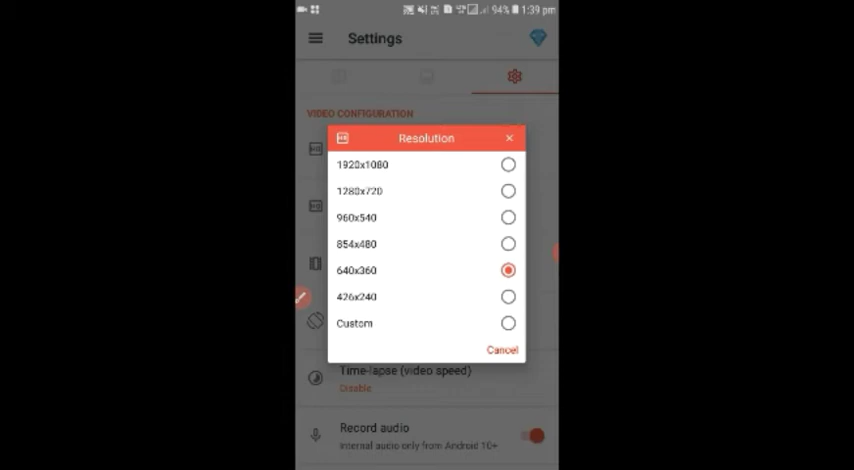 94% 1:39 pm
Settings
VIDEO CONFIGURATION
Resolution
1920x1080
1280x720
960x540
854x480
640x360
426x240
Custom
Cancel
Time-lapse (video speed)
Disable
Record audio
Internal audio only from Android 10+